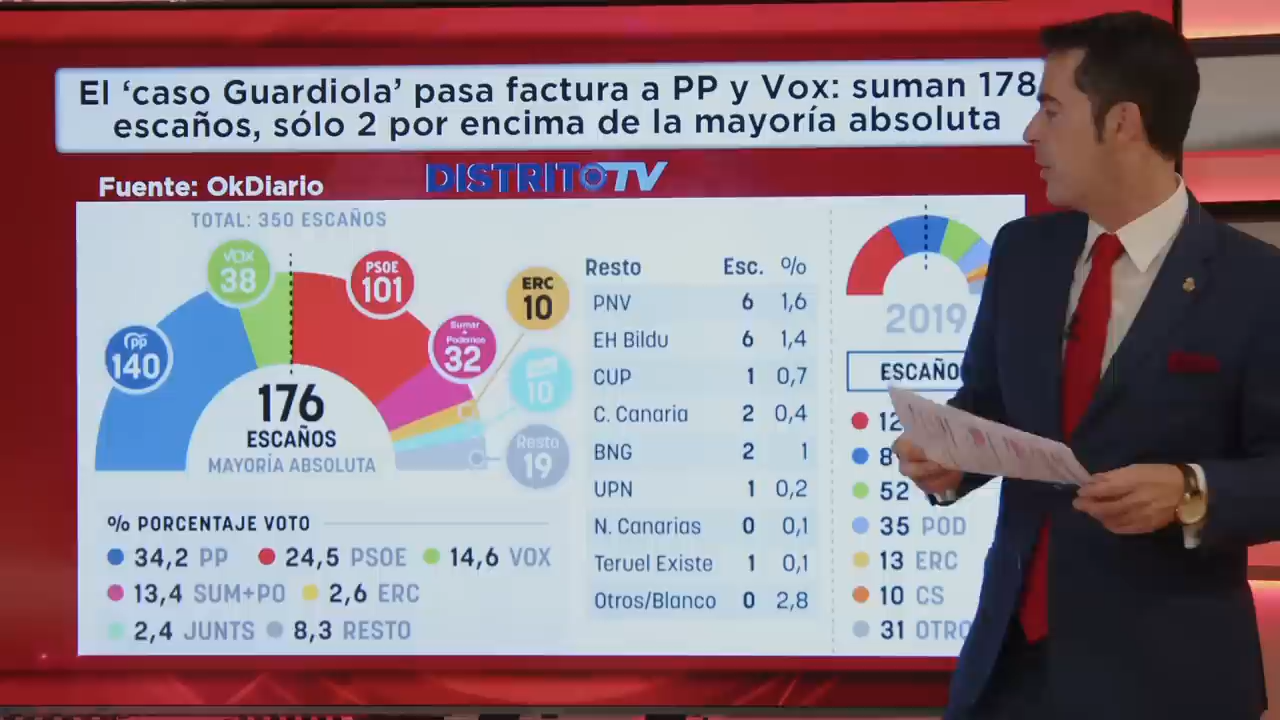 El 'caso Guardiola' pasa factura a PP y Vox: suman 178
escaños, sólo 2 por encima de la mayoría absoluta
Fuente: OkDiario
DISTRITOTV
TOTAL: 350 ESCAÑOS
VOX
38
PSOE
101
ERC
10
PP
140
Sumar
+
Podemos
32
10
Resto
19
176
ESCAÑOS
MAYORÍA ABSOLUTA
% PORCENTAJE VOTO
34,2 PP 24,5 PSOE 14,6 VOX
13,4 SUM+PO 2,6 ERC
2,4 JUNTS 8,3 RESTO
Resto Esc. %
PNV 6 1,6
EH Bildu 6 1,4
CUP 1 0,7
C. Canaria 2 0,4
BNG 2 1
UPN 1 0,2
N. Canarias 0 0,1
Teruel Existe 1 0,1
Otros/Blanco 0 2,8
2019
ESCAÑO
12
8
52
35 POD
13 ERC
10 CS
31 OTRO